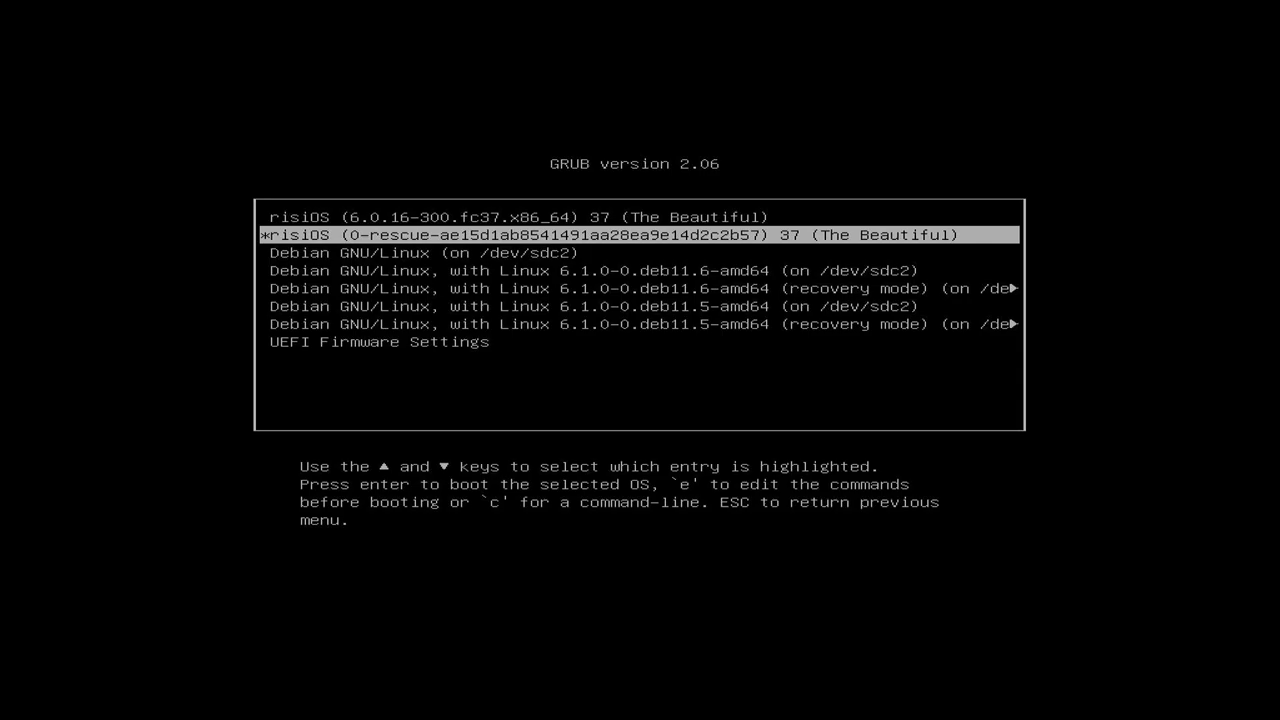 GRUB version 2.06
risiOS (6.0.16-300.fc37.x86_64) 37 (The Beautiful)
*risiOS (0-rescue-ae15d1ab8541491aa28ea9e14d2c2b57) 37 (The Beautiful)
Debian GNU/Linux (on /dev/sdc2)
Debian GNU/Linux, with Linux 6.1.0-0.deb11.6-amd64 (on /dev/sdc2)
Debian GNU/Linux, with Linux 6.1.0-0.deb11.6-amd64 (recovery mode) (on /de▶
Debian GNU/Linux, with Linux 6.1.0-0.deb11.5-amd64 (on /dev/sdc2)
Debian GNU/Linux, with Linux 6.1.0-0.deb11.5-amd64 (recovery mode) (on /de▶
UEFI Firmware Settings
Use the ▲ and ▼ keys to select which entry is highlighted.
Press enter to boot the selected OS, `e' to edit the commands
before booting or `c' for a command-line. ESC to return previous
menu.